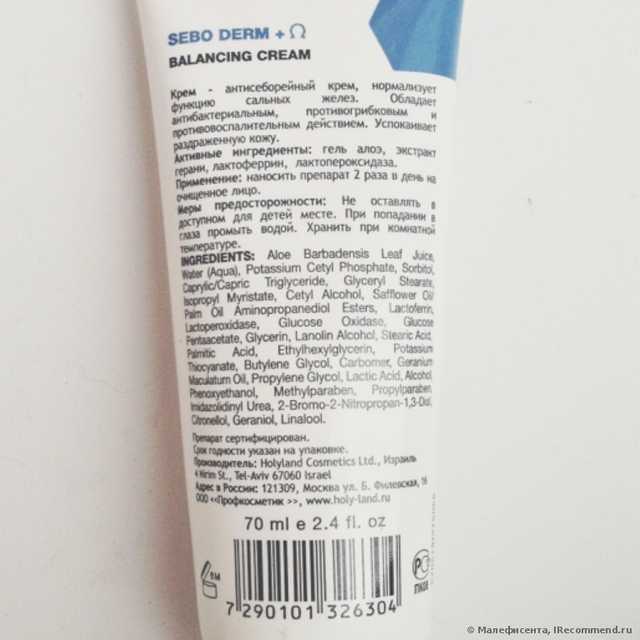 SEBO DERM + Ω
BALANCING CREAM
Крем - антисеборейный крем, нормализует
функцию сальных желез. Обладает
антибактериальным, противогрибковым и
противовоспалительным действием. Успокаивает
раздраженную кожу.
Активные ингредиенты: гель алоэ, экстракт
герани, лактоферрин, лактопероксидаза.
Применение: наносить препарат 2 раза в день на
очищенное лицо.
Меры предосторожности: Не оставлять в
доступном для детей месте. При попадании в
глаза промыть водой. Хранить при комнатной
температуре.
INGREDIENTS: Aloe Barbadensis Leaf Juice,
Water (Aqua), Potassium Cetyl Phosphate, Sorbitol,
Caprylic/Capric Triglyceride, Glyceryl Stearate,
Isopropyl Myristate, Cetyl Alcohol, Safflower Oil/
Palm Oil Aminopropanediol Esters, Lactoferrin,
Lactoperoxidase, Glucose Oxidase, Glucose
Pentaacetate, Glycerin, Lanolin Alcohol, Stearic Acid,
Palmitic Acid, Ethylhexylglycerin, Potassium
Thiocyanate, Butylene Glycol, Carbomer, Geranium
Maculatum Oil, Propylene Glycol, Lactic Acid, Alcohol,
Phenoxyethanol, Methylparaben, Propylparaben,
Imidazolidinyl Urea, 2-Bromo-2-Nitropropan-1,3-Diol,
Citronellol, Geraniol, Linalool.
Препарат сертифицирован.
Срок годности указан на упаковке.
Производитель: Holyland Cosmetics Ltd., Израиль
4 Hirim St., Tel-Aviv 67060 Israel
Адрес в России: 121309, Москва ул. Б. Филевская, 16
ООО «Профкосметик», www.holy-land.ru
70 ml e 2.4 fl. oz
6M
7 290101 326304
© Малефисента, IRecommend.ru